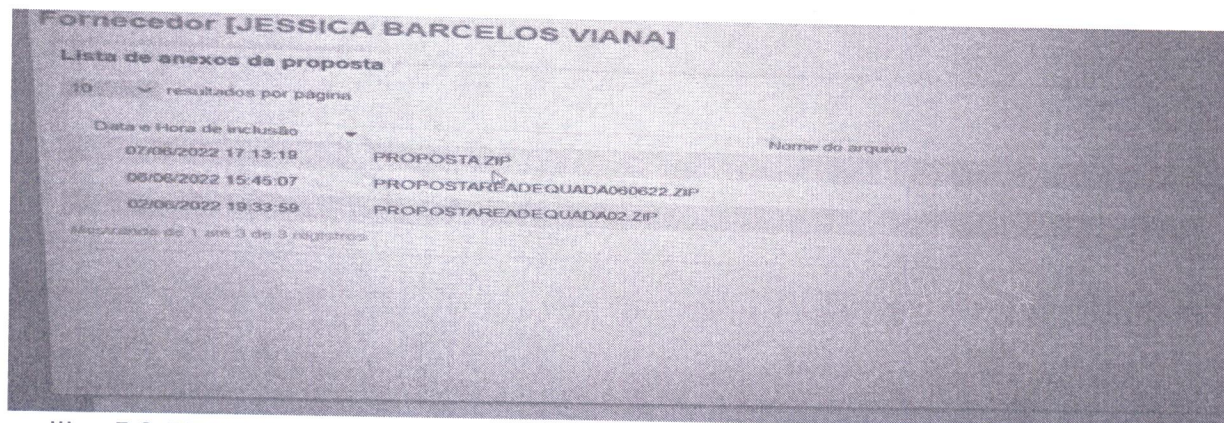 Fornecedor [JESSICA BARCELOS VIANA]
Lista de anexos da proposta
10 resultados por página
Data e Hora de inclusão Nome do arquivo
07/06/2022 17:13:19 PROPOSTA.ZIP
06/06/2022 15:45:07 PROPOSTAREADEQUADA060622.ZIP
02/06/2022 19:33:59 PROPOSTAREADEQUADA02.ZIP
Mostrando de 1 até 3 de 3 registros